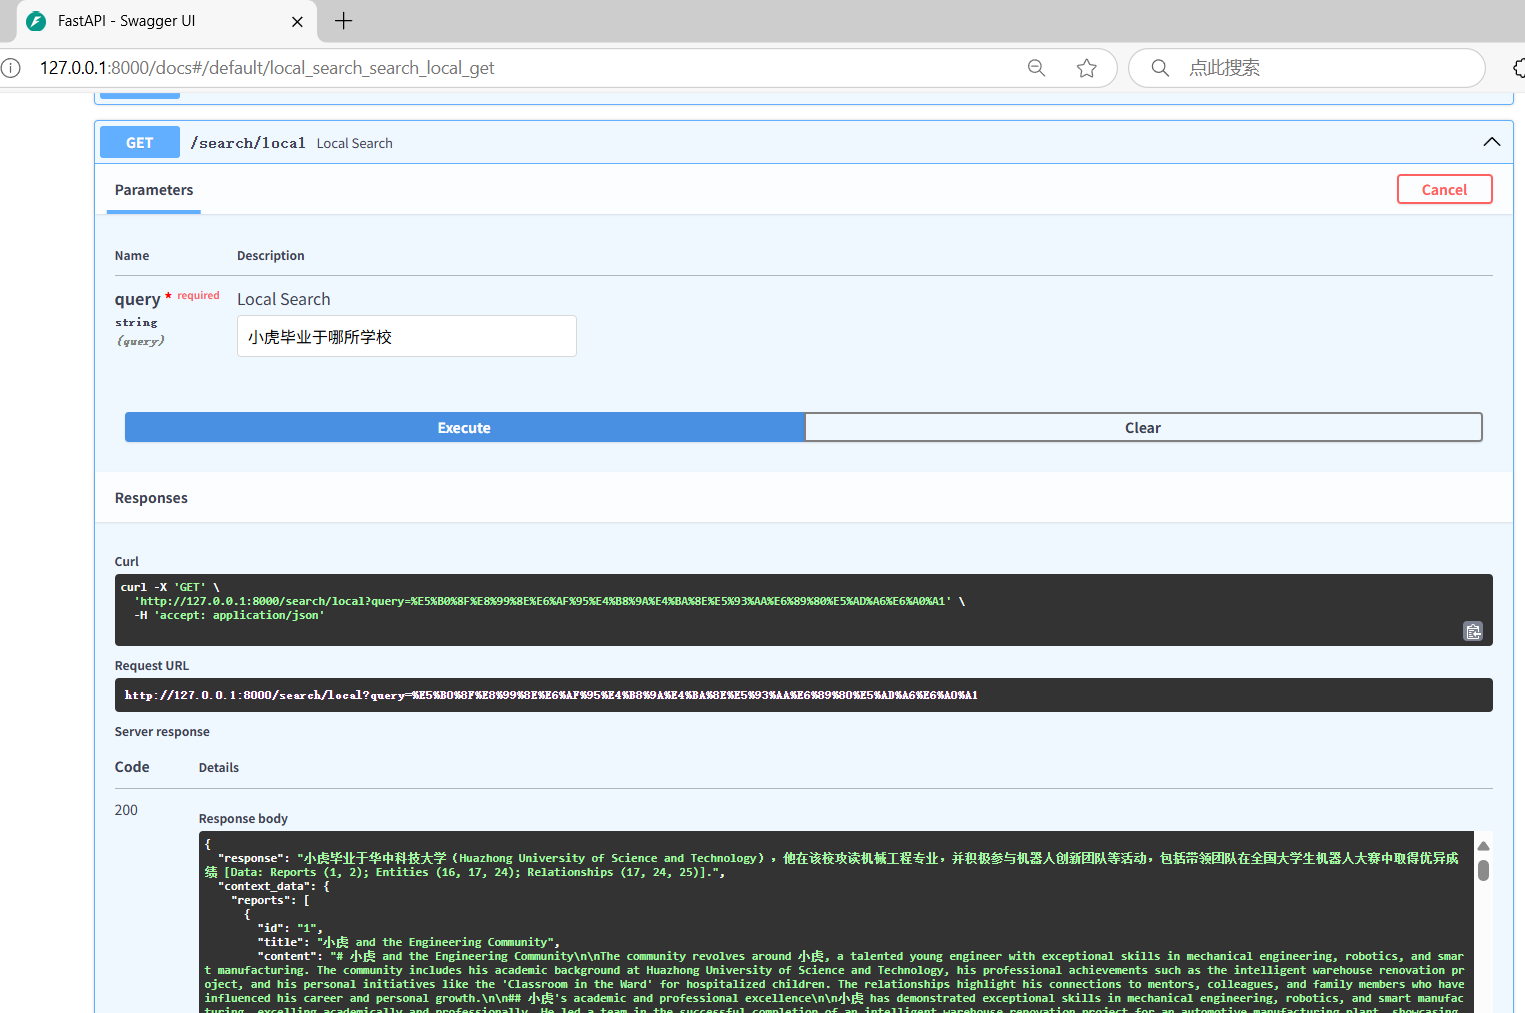 FastAPI - Swagger UI
127.0.0.1:8000/docs#/default/local_search_search_local_get
点此搜索
GET /search/local Local Search
Parameters
Cancel
Name Description
query * required Local Search
string
(query)
小虎毕业于哪所学校
Execute Clear
Responses
Curl
curl -X 'GET' \
'http://127.0.0.1:8000/search/local?query=%E5%B0%8F%E8%99%8E%E6%AF%95%E4%B8%9A%E4%BA%8E%E5%93%AA%E6%89%80%E5%AD%A6%E6%A0%A1' \
-H 'accept: application/json'
Request URL
http://127.0.0.1:8000/search/local?query=%E5%B0%8F%E8%99%8E%E6%AF%95%E4%B8%9A%E4%BA%8E%E5%93%AA%E6%89%80%E5%AD%A6%E6%A0%A1
Server response
Code Details
200
Response body
{
"response": "小虎毕业于华中科技大学（Huazhong University of Science and Technology），他在该校攻读机械工程专业，并积极参与机器人创新团队等活动，包括带领团队在全国大学生机器人大赛中取得优异成
绩 [Data: Reports (1, 2); Entities (16, 17, 24); Relationships (17, 24, 25)].",
"context_data": {
"reports": [
{
"id": "1",
"title": "小虎 and the Engineering Community",
"content": "# 小虎 and the Engineering Community\n\nThe community revolves around 小虎, a talented young engineer with exceptional skills in mechanical engineering, robotics, and smar
t manufacturing. The community includes his academic background at Huazhong University of Science and Technology, his professional achievements such as the intelligent warehouse renovation pr
oject, and his personal initiatives like the 'Classroom in the Ward' for hospitalized children. The relationships highlight his connections to mentors, colleagues, and family members who have
influenced his career and personal growth.\n\n## 小虎's academic and professional excellence\n\n小虎 has demonstrated exceptional skills in mechanical engineering, robotics, and smart manufac
turing, excelling academically and professionally. He led a team in the successful completion of an intelligent warehouse renovation project for an automotive manufacturing plant, showcasing